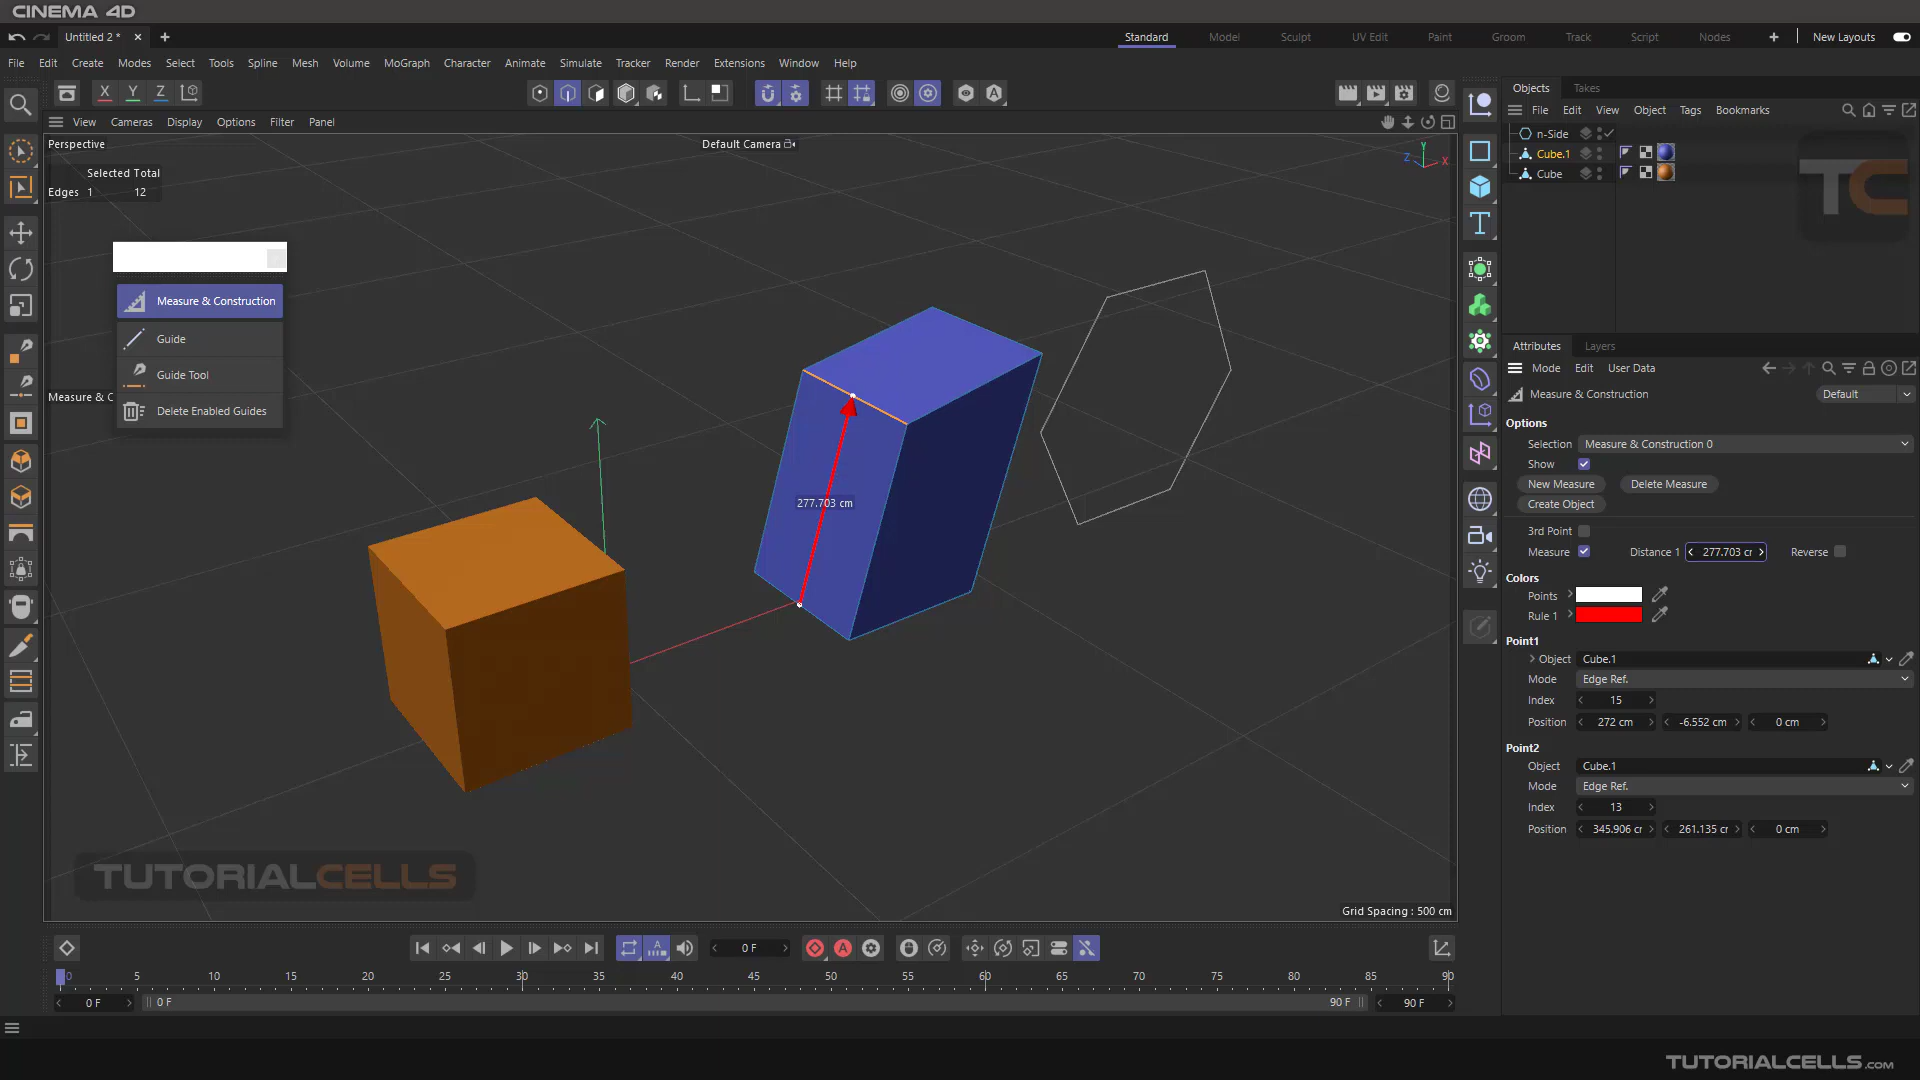 CINEMA 4D
Untitled 2 *
Standard Model Sculpt UV Edit Paint Groom Track Script Nodes New Layouts
File Edit Create Modes Select Tools Spline Mesh Volume MoGraph Character Animate Simulate Tracker Render Extensions Window Help
X Y Z
View Cameras Display Options Filter Panel
Perspective
Default Camera
Y
Z X
Selected Total
Edges 1 12
Measure & Construction
Guide
Guide Tool
Measure & C
Delete Enabled Guides
277.703 cm
TUTORIALCELLS
Grid Spacing : 500 cm
Objects Takes
File Edit View Object Tags Bookmarks
n-Side
Cube.1
Cube
TC
Attributes Layers
Mode Edit User Data
Measure & Construction Default
Options
Selection Measure & Construction 0
Show
New Measure Delete Measure
Create Object
3rd Point
Measure Distance 1 277.703 cr Reverse
Colors
Points
Rule 1
Point1
Object Cube.1
Mode Edge Ref.
Index 15
Position 272 cm -6.552 cm 0 cm
Point2
Object Cube.1
Mode Edge Ref.
Index 13
Position 345.906 cr 261.135 cr 0 cm
0 F
0 5 10 15 20 25 30 35 40 45 50 55 60 65 70 75 80 85 90
0 F 0 F 90 F 90 F
TUTORIALCELLS.COM